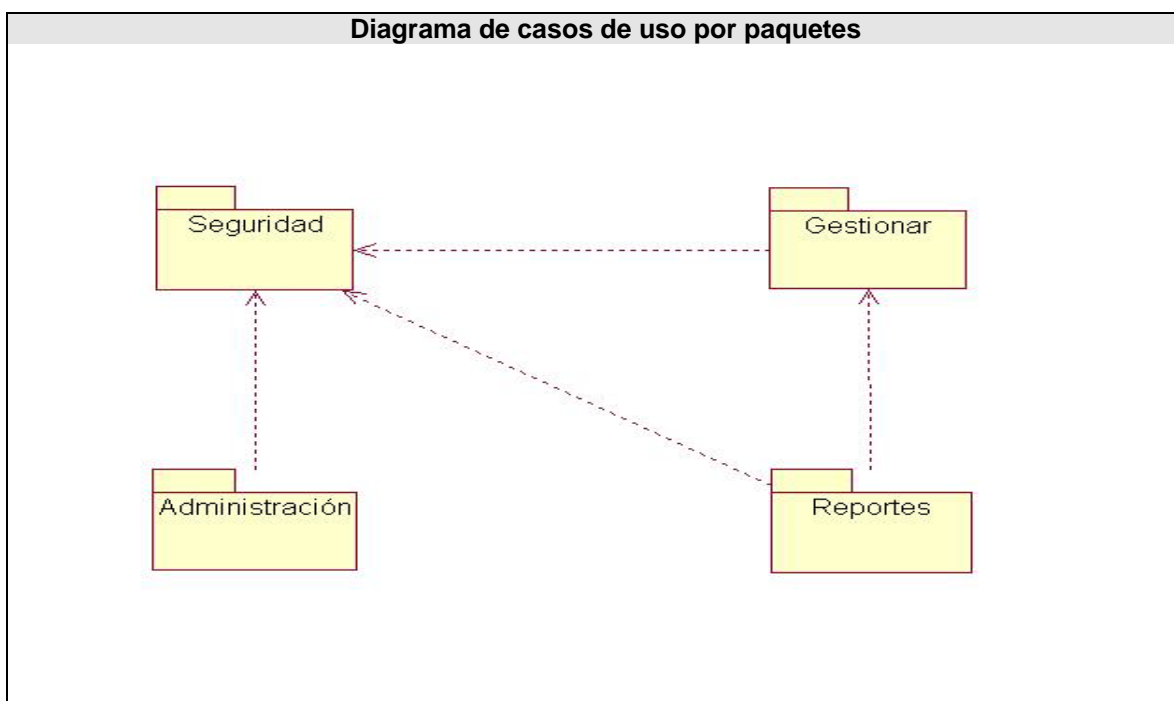 Diagrama de casos de uso por paquetes
Seguridad
Gestionar
Administración
Reportes